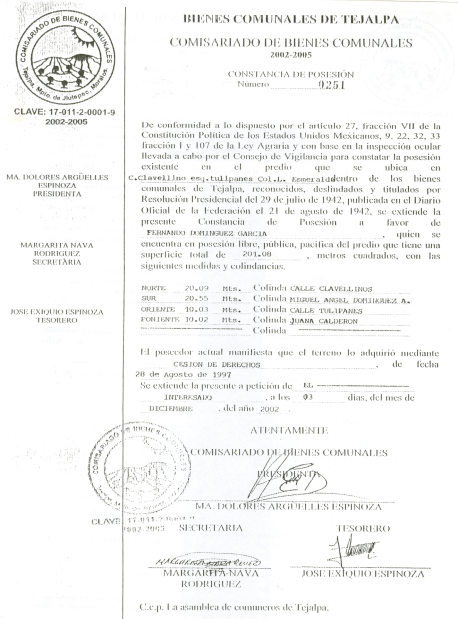 COMISARIADO DE BIENES COMUNALES
Tejalpa, Mpio. de Jiutepec, Morelos
CLAVE: 17-011-2-0001-9
2002-2005
MA. DOLORES ARGÜELLES
ESPINOZA
PRESIDENTA
MARGARITA NAVA
RODRIGUEZ
SECRETARIA
JOSE EXIQUIO ESPINOZA
TESORERO
BIENES COMUNALES DE TEJALPA
COMISARIADO DE BIENES COMUNALES
2002-2005
CONSTANCIA DE POSESIÓN
Número 0251
De conformidad a lo dispuesto por el artículo 27, fracción VII de la
Constitución Política de los Estados Unidos Mexicanos, 9. 22, 32, 33
fracción I y 107 de la Ley Agraria y con base en la inspección ocular
llevada a cabo por el Consejo de Vigilancia para constatar la posesión
existente en el predio que se ubica en
C.Clavellino esq.tulipanes Col.L. Esmeralda dentro de los bienes
comunales de Tejalpa, reconocidos, deslindados y titulados por
Resolución Presidencial del 29 de julio de 1942, publicada en el Diario
Oficial de la Federación el 21 de agosto de 1942, se extiende la
presente Constancia de Posesión a favor de
FERNANDO DOMINGUEZ GARCIA , quien se
encuentra en posesión libre, pública, pacífica del predio que tiene una
superficie total de 201.08 , metros cuadrados, con las
siguientes medidas y colindancias.
NORTE 20.09 Mts. Colinda CALLE CLAVELLINOS
SUR 20.55 Mts. Colinda MIGUEL ANGEL DOMINGUEZ A.
ORIENTE 10.03 Mts. Colinda CALLE TULIPANES
PONIENTE 10.02 Mts. Colinda JUANA CALDERON
Colinda
El poseedor actual manifiesta que el terreno lo adquirió mediante
CESION DE DERECHOS , de fecha
28 de Agosto de 1997
Se extiende la presente a petición de EL
INTERESADO , a los 03 días, del mes de
DICIEMBRE , del año 2002 .
ATENTAMENTE
COMISARIADO DE BIENES COMUNALES
PRESIDENTA
MA. DOLORES ARGÜELLES ESPINOZA
COMISARIADO DE BIENES COMUNALES
CLAVE 17-011-2-0001-9
2002-2005
SECRETARIA TESORERO
MARGARITA NAVA
RODRIGUEZ
JOSE EXIQUIO ESPINOZA
C.c.p. La asamblea de comuneros de Tejalpa.